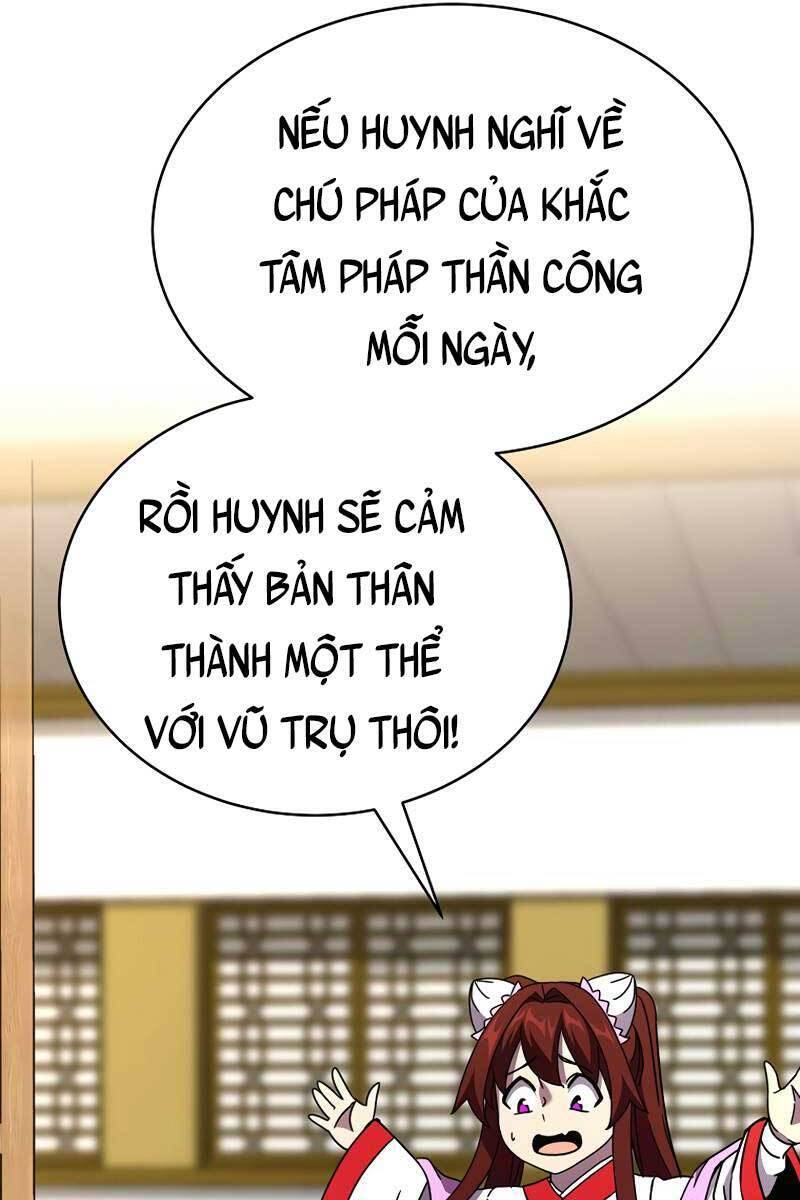 NẾU HUYNH NGHĨ VỀ
CHÚ PHÁP CỦA KHẮC
TÂM PHÁP THẦN CÔNG
MỖI NGÀY,
RỒI HUYNH SẼ CẢM
THẤY BẢN THÂN
THÀNH MỘT THỂ
VỚI VŨ TRỤ THÔI!